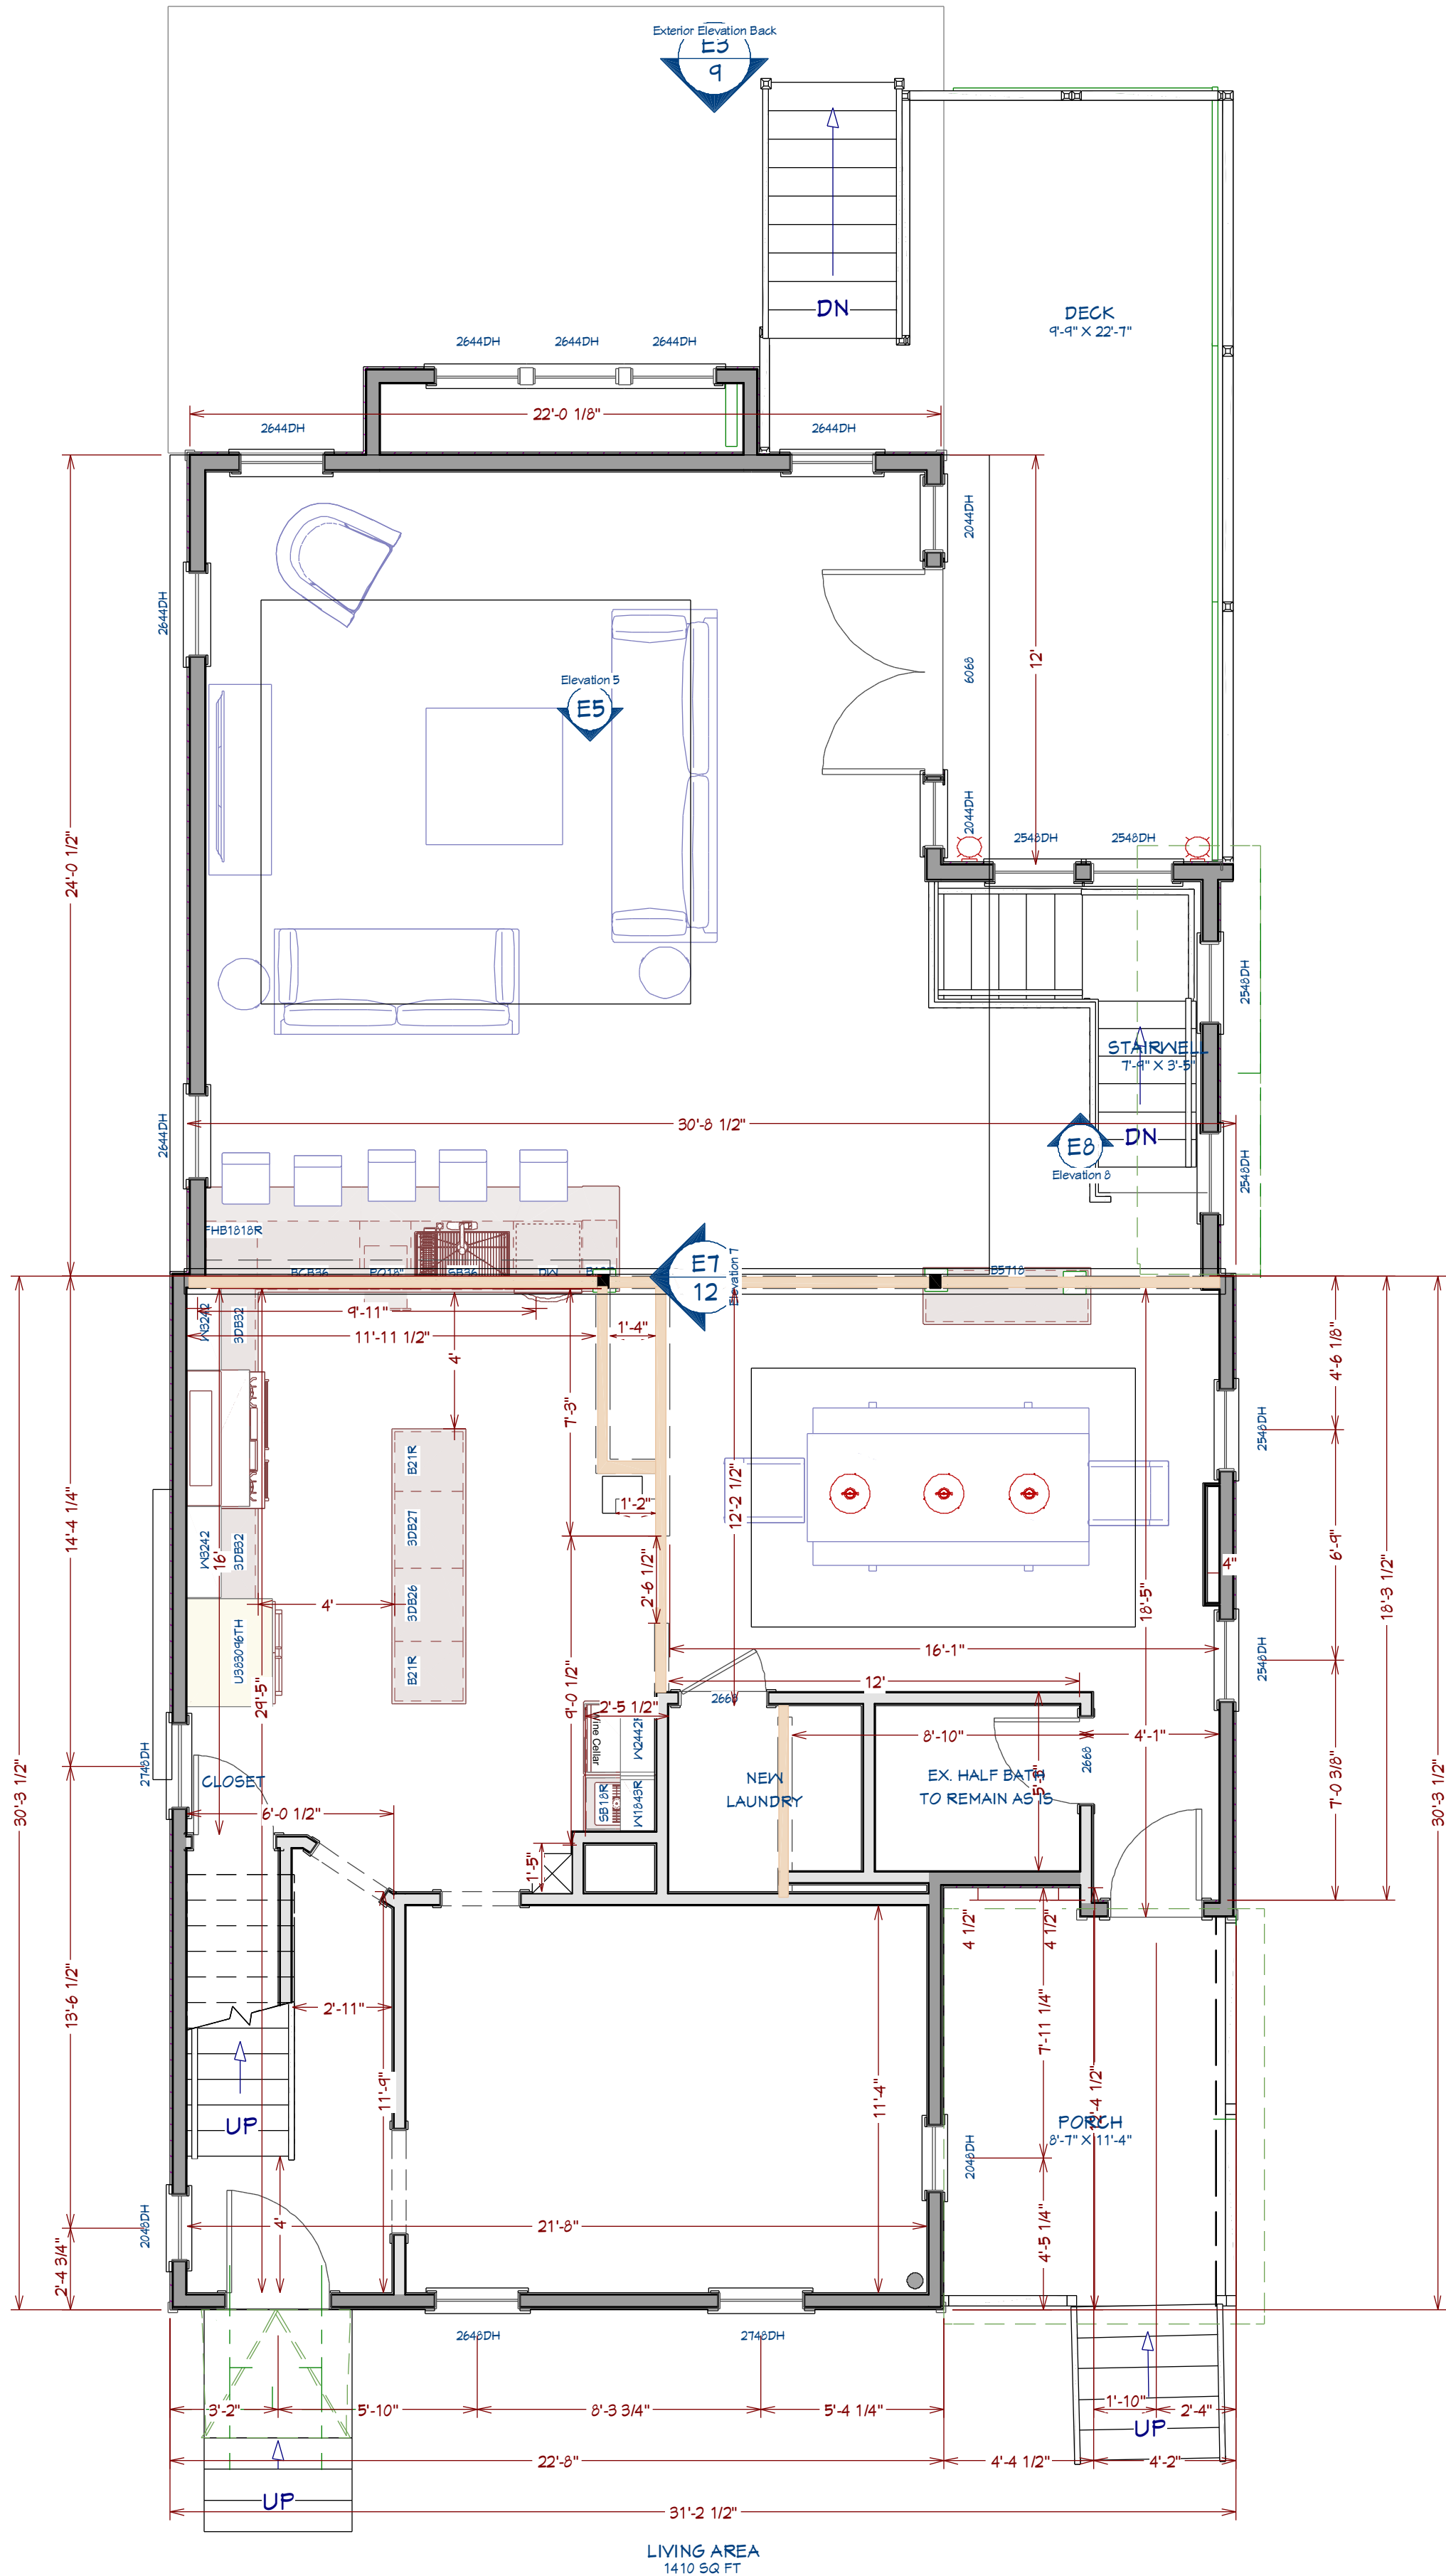 Exterior Elevation Back
E3
9
DN
DECK
9'-9" X 22'-7"
2644DH
2644DH
2644DH
22'-0 1/8"
2644DH
2644DH
2044DH
2644DH
Elevation 5
E5
6068
12'
2044DH
2548DH
2548DH
24'-0 1/2"
2548DH
STAIRWELL
7'-9" X 3'-5"
30'-8 1/2"
DN
E8
Elevation 8
2644DH
2548DH
FHB1818R
BCB36
SB36
DW
E7
12
Elevation 7
B5718
W3242
3DB32
9'-11"
11'-11 1/2"
1'-4"
4'
4'-6 1/8"
7'-3"
B21R
2548DH
12'-2 1/2"
1'-2"
3DB27
14'-4 1/4"
W3242
3DB32
16'
6'-9"
4"
18'-3 1/2"
2'-6 1/2"
3DB26
4'
18'-5"
U383096TH
B21R
16'-1"
2548DH
12'
29'-5"
9'-0 1/2"
2'-5 1/2"
Wine Cellar
8'-10"
4'-1"
2748DH
CLOSET
NEW
LAUNDRY
EX. HALF BATH
TO REMAIN AS IS
5'-3"
2668
SB18R
W1843R
6'-0 1/2"
7'-0 3/8"
30'-3 1/2"
30'-3 1/2"
1'-5"
4 1/2"
4 1/2"
13'-6 1/2"
2'-11"
7'-11 1/4"
11'-9"
11'-4"
UP
PORCH
8'-7" X 11'-4"
2048DH
2048DH
4'
21'-8"
4'-5 1/4"
2'-4 3/4"
2648DH
2748DH
3'-2"
5'-10"
8'-3 3/4"
5'-4 1/4"
1'-10"
2'-4"
UP
22'-8"
4'-4 1/2"
4'-2"
UP
31'-2 1/2"
LIVING AREA
1410 SQ FT